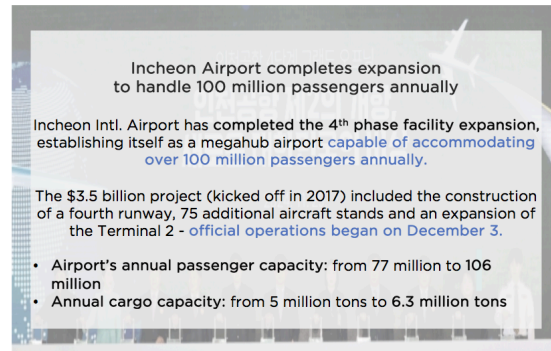 Incheon Airport completes expansion
to handle 100 million passengers annually
Incheon Intl. Airport has completed the 4th phase facility expansion,
establishing itself as a megahub airport capable of accommodating
over 100 million passengers annually.
The $3.5 billion project (kicked off in 2017) included the construction
of a fourth runway, 75 additional aircraft stands and an expansion of
the Terminal 2 - official operations began on December 3.
• Airport's annual passenger capacity: from 77 million to 106
million
• Annual cargo capacity: from 5 million tons to 6.3 million tons